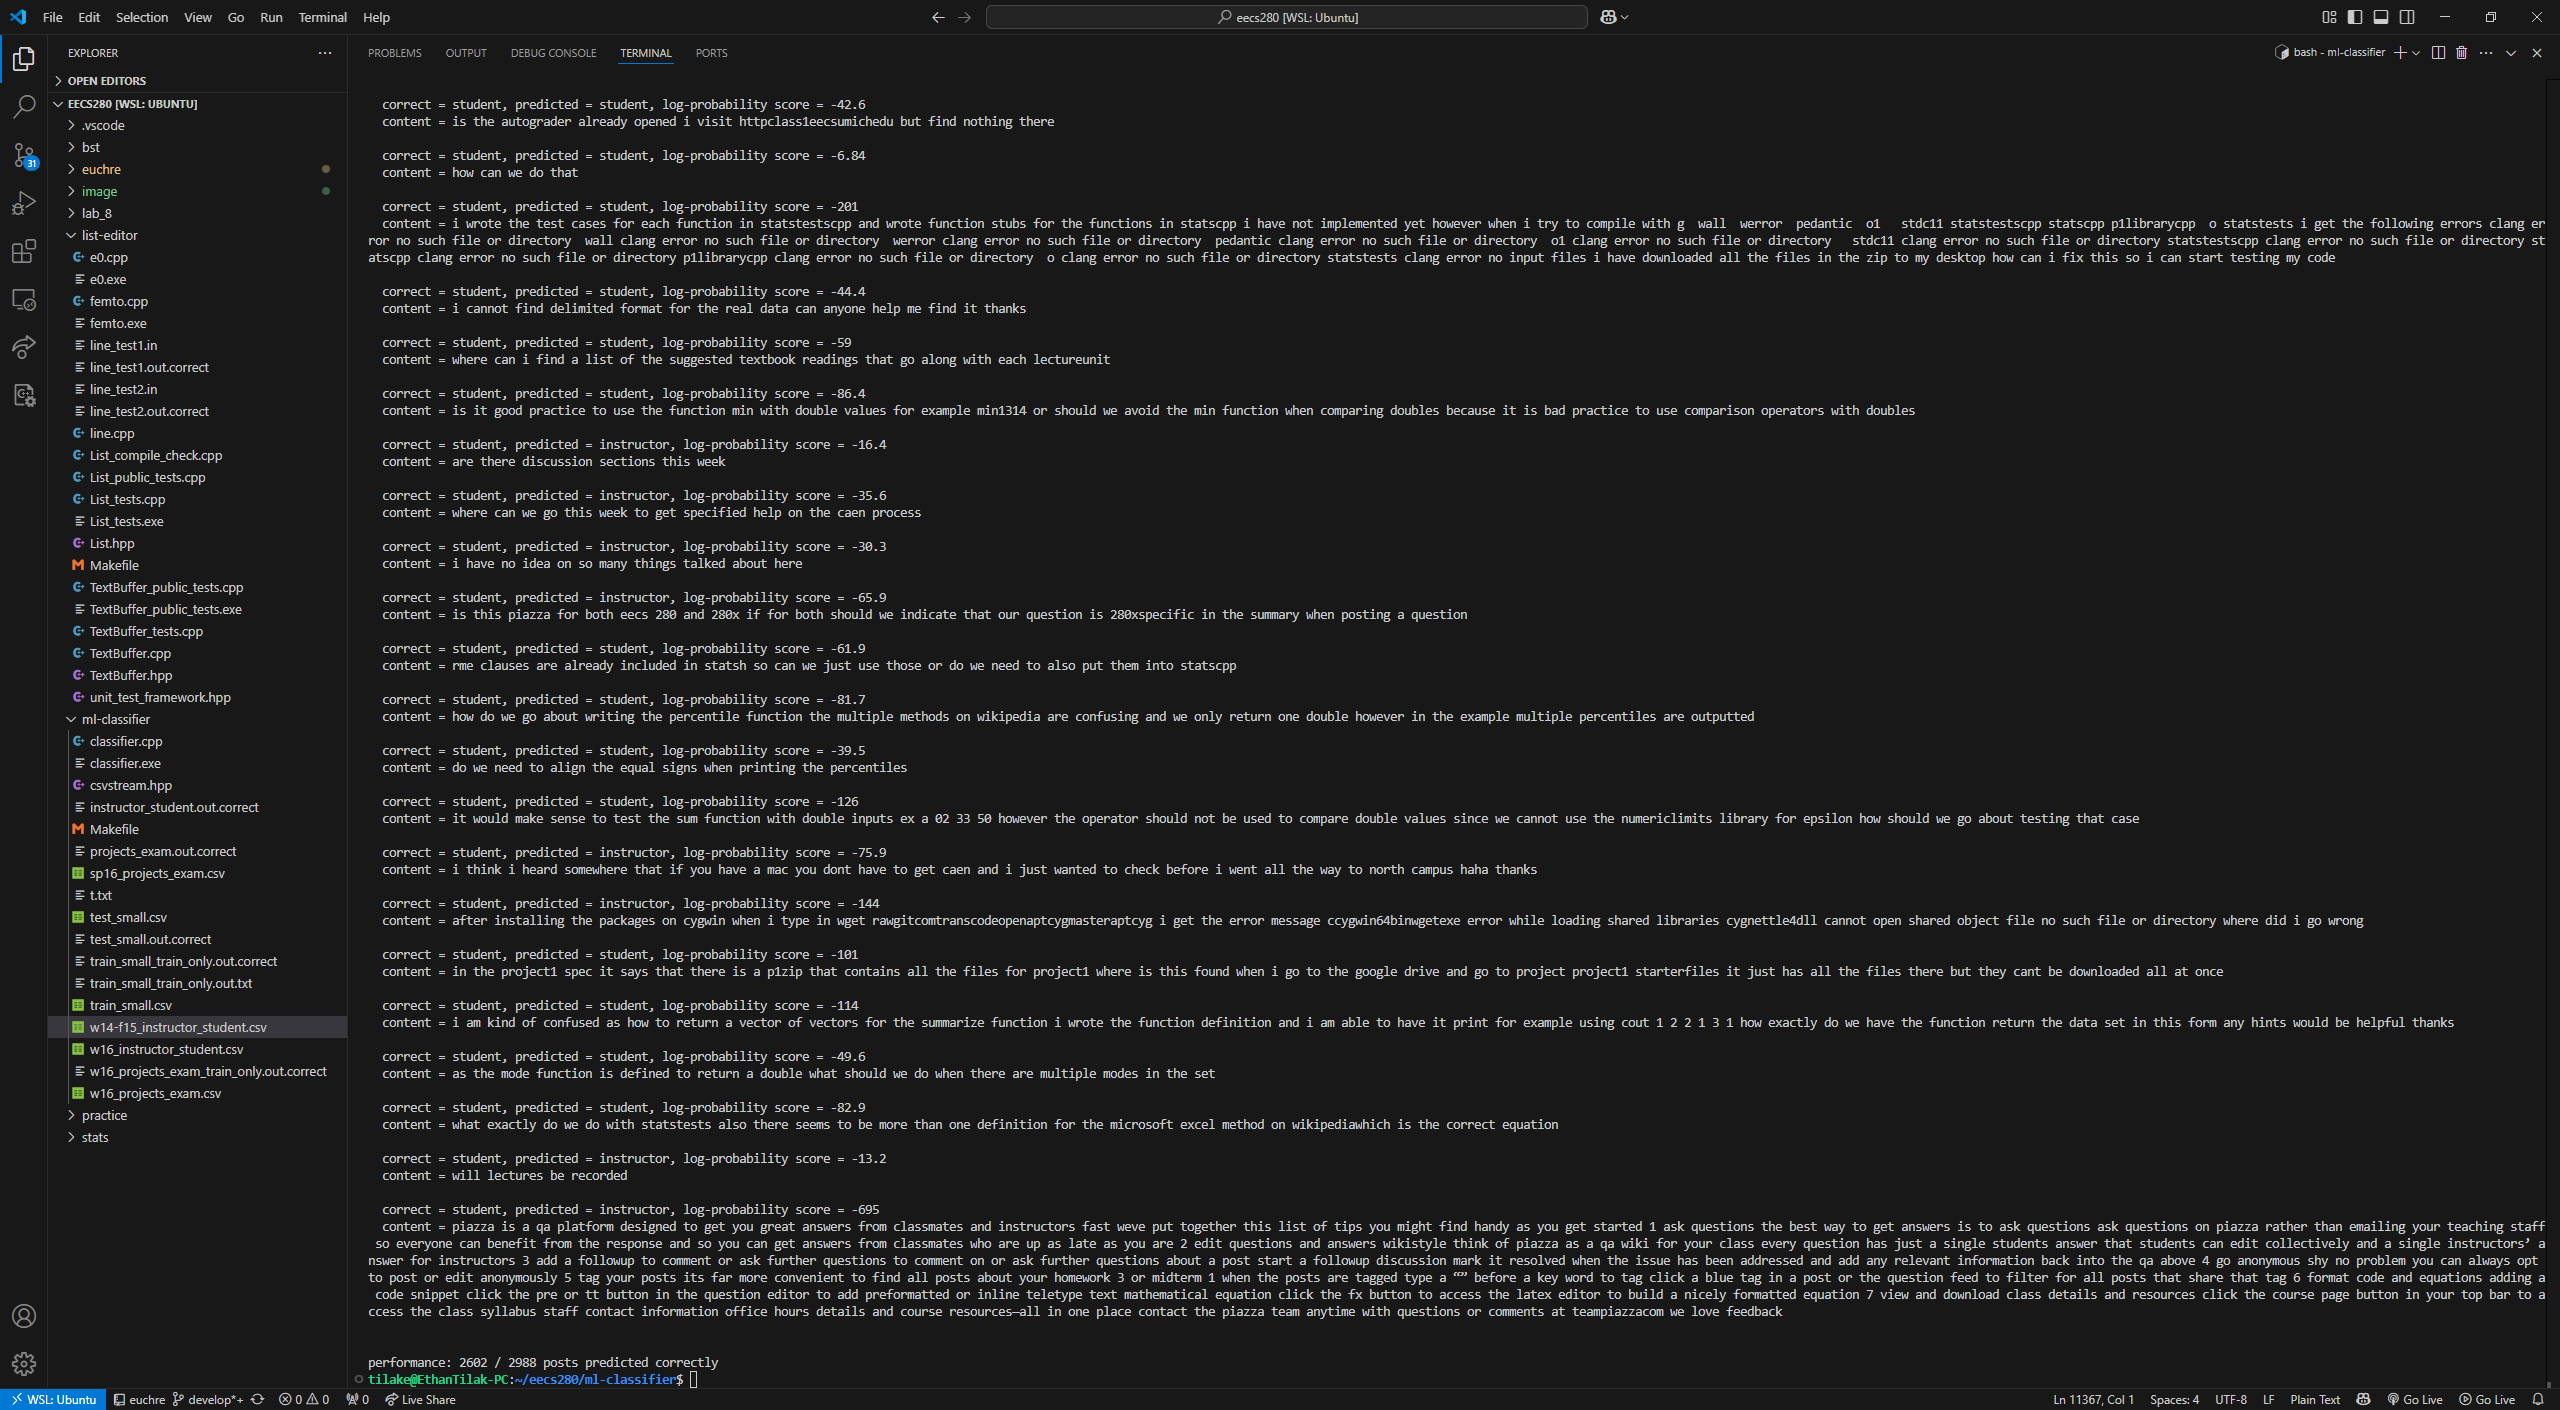 File Edit Selection View Go Run Terminal Help
eecs280 [WSL: Ubuntu]
EXPLORER
OPEN EDITORS
EECS280 [WSL: UBUNTU]
.vscode
bst
euchre
image
lab_8
list-editor
e0.cpp
e0.exe
femto.cpp
femto.exe
line_test1.in
line_test1.out.correct
line_test2.in
line_test2.out.correct
line.cpp
List_compile_check.cpp
List_public_tests.cpp
List_tests.cpp
List_tests.exe
List.hpp
Makefile
TextBuffer_public_tests.cpp
TextBuffer_public_tests.exe
TextBuffer_tests.cpp
TextBuffer.cpp
TextBuffer.hpp
unit_test_framework.hpp
ml-classifier
classifier.cpp
classifier.exe
csvstream.hpp
instructor_student.out.correct
Makefile
projects_exam.out.correct
sp16_projects_exam.csv
t.txt
test_small.csv
test_small.out.correct
train_small_train_only.out.correct
train_small_train_only.out.txt
train_small.csv
w14-f15_instructor_student.csv
w16_instructor_student.csv
w16_projects_exam_train_only.out.correct
w16_projects_exam.csv
practice
stats
31
PROBLEMS OUTPUT DEBUG CONSOLE TERMINAL PORTS
bash - ml-classifier
correct = student, predicted = student, log-probability score = -42.6
content = is the autograder already opened i visit httpclass1eecsumichedu but find nothing there
correct = student, predicted = student, log-probability score = -6.84
content = how can we do that
correct = student, predicted = student, log-probability score = -201
content = i wrote the test cases for each function in statstestscpp and wrote function stubs for the functions in statscpp i have not implemented yet however when i try to compile with g  wall  werror  pedantic  o1   stdc11 statstestscpp statscpp p1librarycpp  o statstests i get the following errors clang er
ror no such file or directory  wall clang error no such file or directory  werror clang error no such file or directory  pedantic clang error no such file or directory  o1 clang error no such file or directory   stdc11 clang error no such file or directory statstestscpp clang error no such file or directory st
atscpp clang error no such file or directory p1librarycpp clang error no such file or directory  o clang error no such file or directory statstests clang error no input files i have downloaded all the files in the zip to my desktop how can i fix this so i can start testing my code
correct = student, predicted = student, log-probability score = -44.4
content = i cannot find delimited format for the real data can anyone help me find it thanks
correct = student, predicted = student, log-probability score = -59
content = where can i find a list of the suggested textbook readings that go along with each lectureunit
correct = student, predicted = student, log-probability score = -86.4
content = is it good practice to use the function min with double values for example min1314 or should we avoid the min function when comparing doubles because it is bad practice to use comparison operators with doubles
correct = student, predicted = instructor, log-probability score = -16.4
content = are there discussion sections this week
correct = student, predicted = instructor, log-probability score = -35.6
content = where can we go this week to get specified help on the caen process
correct = student, predicted = instructor, log-probability score = -30.3
content = i have no idea on so many things talked about here
correct = student, predicted = instructor, log-probability score = -65.9
content = is this piazza for both eecs 280 and 280x if for both should we indicate that our question is 280xspecific in the summary when posting a question
correct = student, predicted = student, log-probability score = -61.9
content = rme clauses are already included in statsh so can we just use those or do we need to also put them into statscpp
correct = student, predicted = student, log-probability score = -81.7
content = how do we go about writing the percentile function the multiple methods on wikipedia are confusing and we only return one double however in the example multiple percentiles are outputted
correct = student, predicted = student, log-probability score = -39.5
content = do we need to align the equal signs when printing the percentiles
correct = student, predicted = student, log-probability score = -126
content = it would make sense to test the sum function with double inputs ex a 02 33 50 however the operator should not be used to compare double values since we cannot use the numericlimits library for epsilon how should we go about testing that case
correct = student, predicted = instructor, log-probability score = -75.9
content = i think i heard somewhere that if you have a mac you dont have to get caen and i just wanted to check before i went all the way to north campus haha thanks
correct = student, predicted = instructor, log-probability score = -144
content = after installing the packages on cygwin when i type in wget rawgitcomtranscodeopenaptcygmasteraptcyg i get the error message ccygwin64binwgetexe error while loading shared libraries cygnettle4dll cannot open shared object file no such file or directory where did i go wrong
correct = student, predicted = student, log-probability score = -101
content = in the project1 spec it says that there is a p1zip that contains all the files for project1 where is this found when i go to the google drive and go to project project1 starterfiles it just has all the files there but they cant be downloaded all at once
correct = student, predicted = student, log-probability score = -114
content = i am kind of confused as how to return a vector of vectors for the summarize function i wrote the function definition and i am able to have it print for example using cout 1 2 2 1 3 1 how exactly do we have the function return the data set in this form any hints would be helpful thanks
correct = student, predicted = student, log-probability score = -49.6
content = as the mode function is defined to return a double what should we do when there are multiple modes in the set
correct = student, predicted = student, log-probability score = -82.9
content = what exactly do we do with statstests also there seems to be more than one definition for the microsoft excel method on wikipediawhich is the correct equation
correct = student, predicted = instructor, log-probability score = -13.2
content = will lectures be recorded
correct = student, predicted = instructor, log-probability score = -695
content = piazza is a qa platform designed to get you great answers from classmates and instructors fast weve put together this list of tips you might find handy as you get started 1 ask questions the best way to get answers is to ask questions ask questions on piazza rather than emailing your teaching staff
so everyone can benefit from the response and so you can get answers from classmates who are up as late as you are 2 edit questions and answers wikistyle think of piazza as a qa wiki for your class every question has just a single students answer that students can edit collectively and a single instructors’ a
nswer for instructors 3 add a followup to comment or ask further questions to comment on or ask further questions about a post start a followup discussion mark it resolved when the issue has been addressed and add any relevant information back into the qa above 4 go anonymous shy no problem you can always opt
to post or edit anonymously 5 tag your posts its far more convenient to find all posts about your homework 3 or midterm 1 when the posts are tagged type a “” before a key word to tag click a blue tag in a post or the question feed to filter for all posts that share that tag 6 format code and equations adding a
code snippet click the pre or tt button in the question editor to add preformatted or inline teletype text mathematical equation click the fx button to access the latex editor to build a nicely formatted equation 7 view and download class details and resources click the course page button in your top bar to a
ccess the class syllabus staff contact information office hours details and course resources—all in one place contact the piazza team anytime with questions or comments at teampiazzacom we love feedback
performance: 2602 / 2988 posts predicted correctly
tilake@EthanTilak-PC:~/eecs280/ml-classifier$
WSL: Ubuntu euchre develop*+ 0 0 0 Live Share
Ln 11367, Col 1 Spaces: 4 UTF-8 LF Plain Text Go Live Go Live